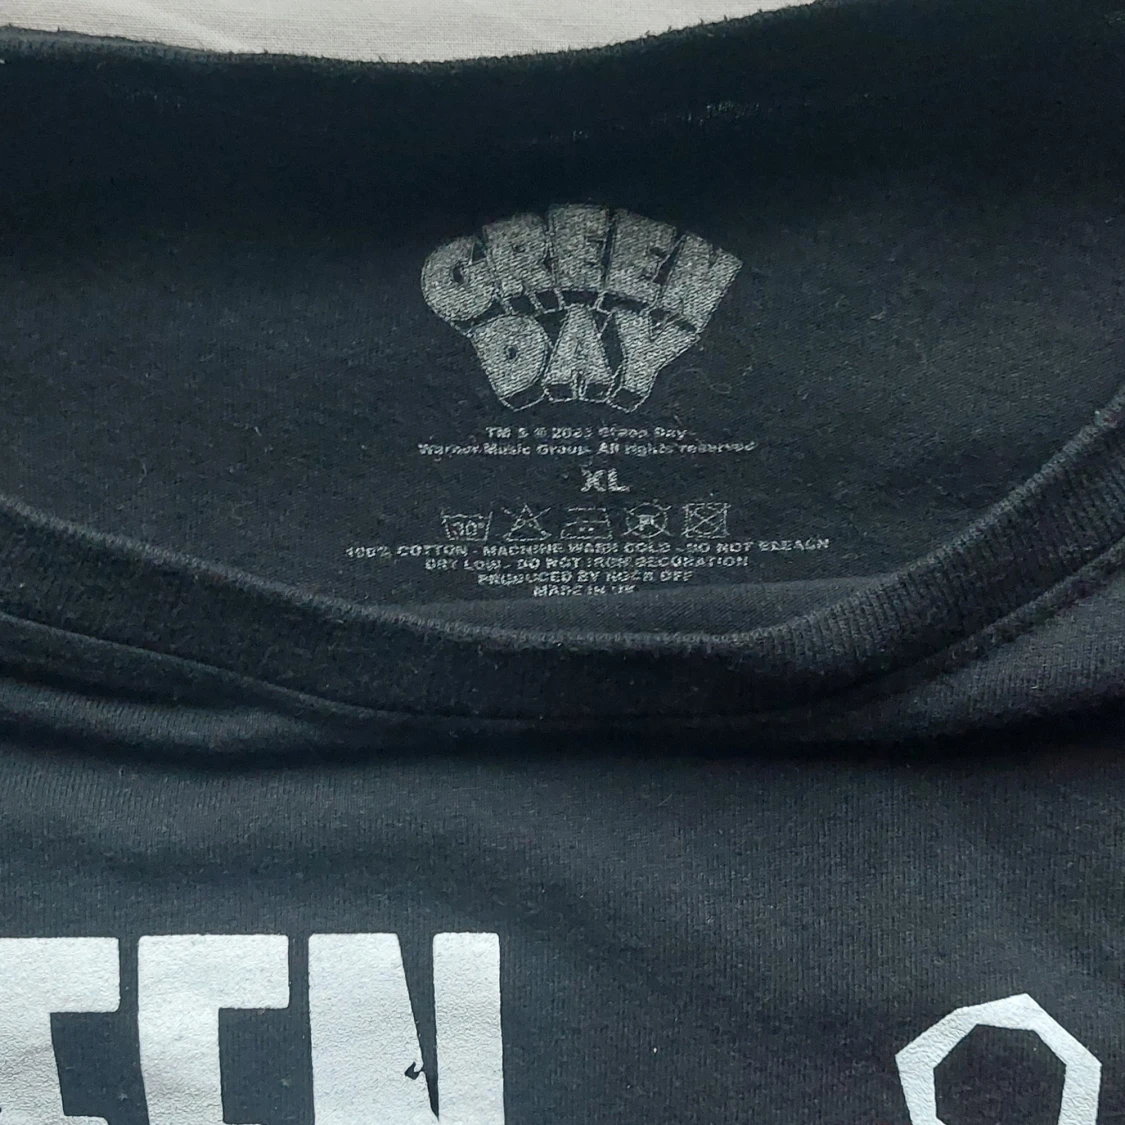 GREEN
DAY
TM & © Green Day
Warner Music Group. All rights reserved
XL
30°
P
100% COTTON - MACHINE WASH COLD - DO NOT BLEACH
DRY LOW - DO NOT IRON DECORATION
PRODUCED BY ROCK OFF
MADE IN UK
EEN